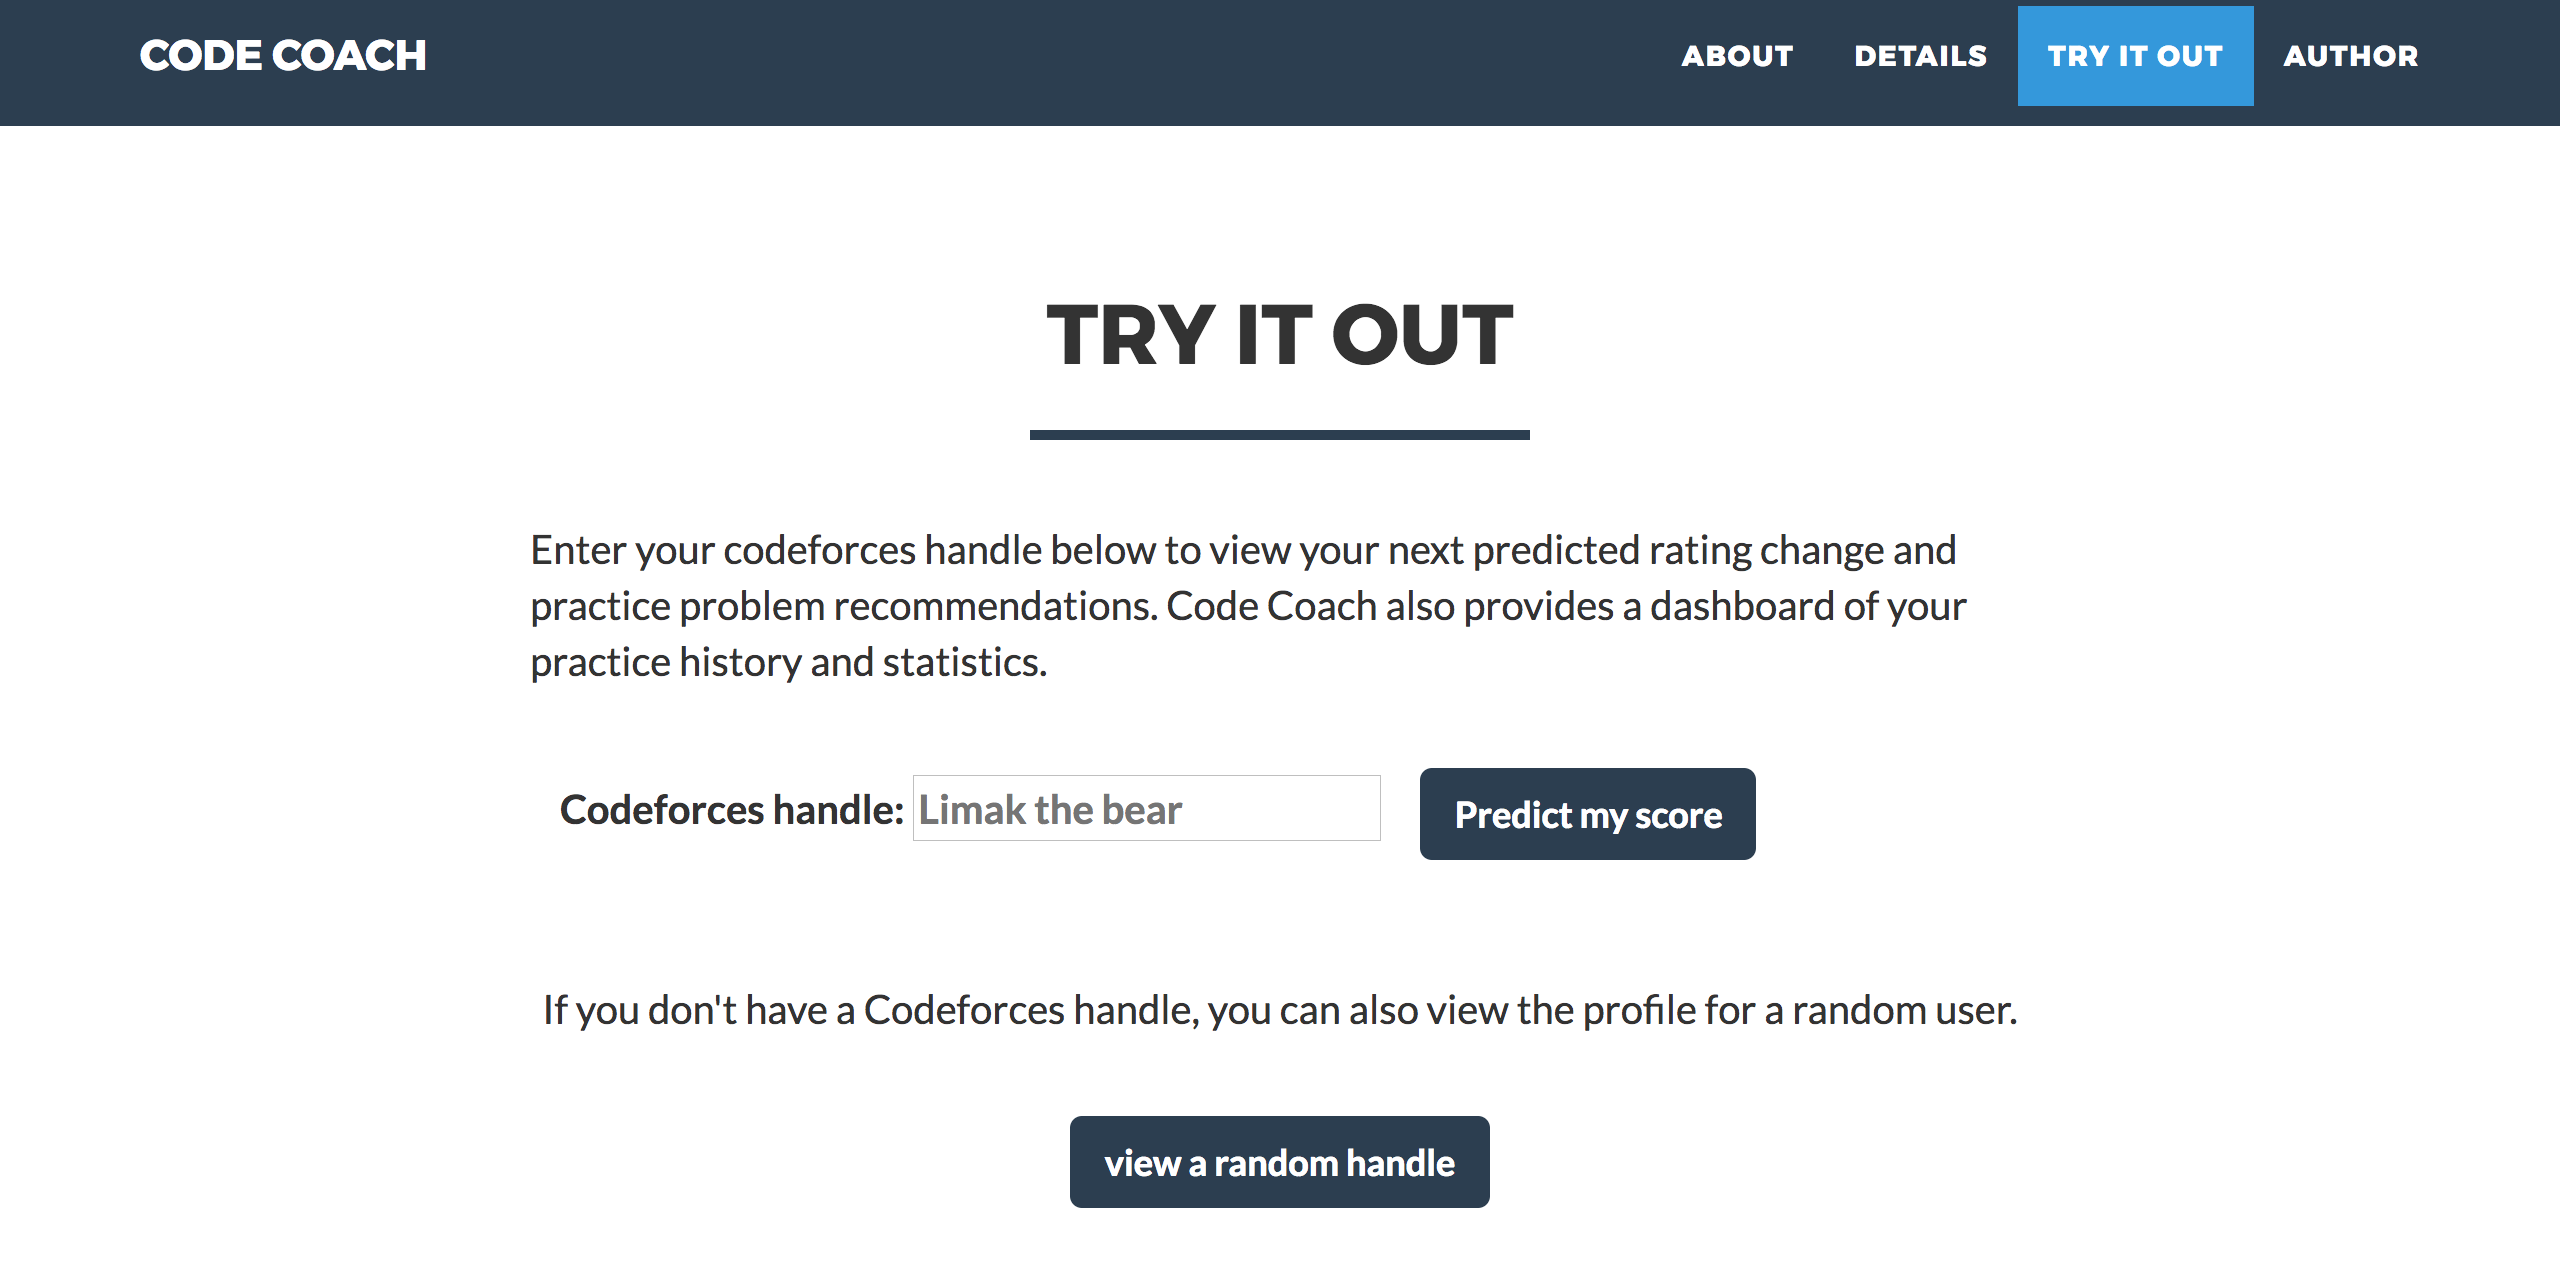 CODE COACH
ABOUT
DETAILS
TRY IT OUT
AUTHOR
TRY IT OUT
Enter your codeforces handle below to view your next predicted rating change and
practice problem recommendations. Code Coach also provides a dashboard of your
practice history and statistics.
Codeforces handle: Limak the bear
Predict my score
If you don't have a Codeforces handle, you can also view the profile for a random user.
view a random handle